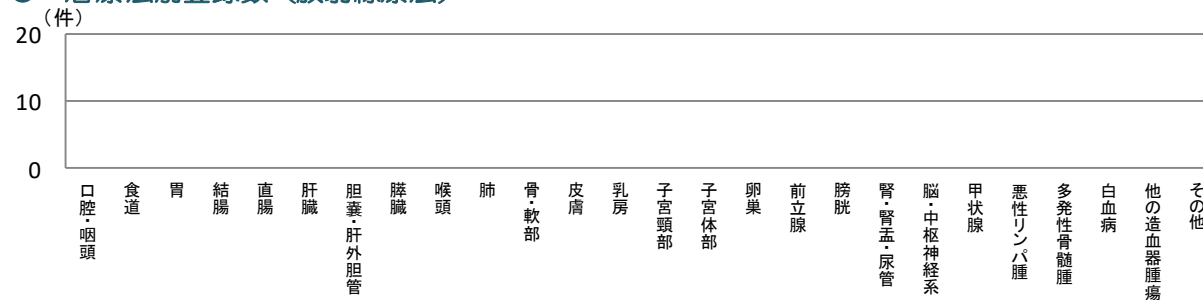 (件)
20
10
0
口腔・咽頭
食道
胃
結腸
直腸
肝臓
胆嚢・肝外胆管
膵臓
喉頭
肺
骨・軟部
皮膚
乳房
子宮頸部
子宮体部
卵巣
前立腺
膀胱
腎・腎盂・尿管
脳・中枢神経系
甲状腺
悪性リンパ腫
多発性骨髄腫
白血病
他の造血器腫瘍
その他